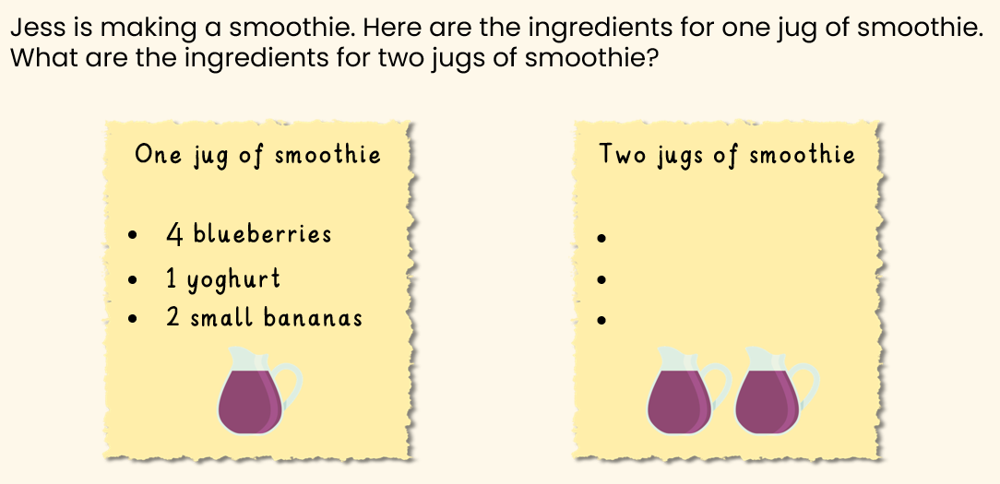 Jess is making a smoothie. Here are the ingredients for one jug of smoothie.
What are the ingredients for two jugs of smoothie?
One jug of smoothie
• 4 blueberries
• 1 yoghurt
• 2 small bananas
Two jugs of smoothie
•
•
•